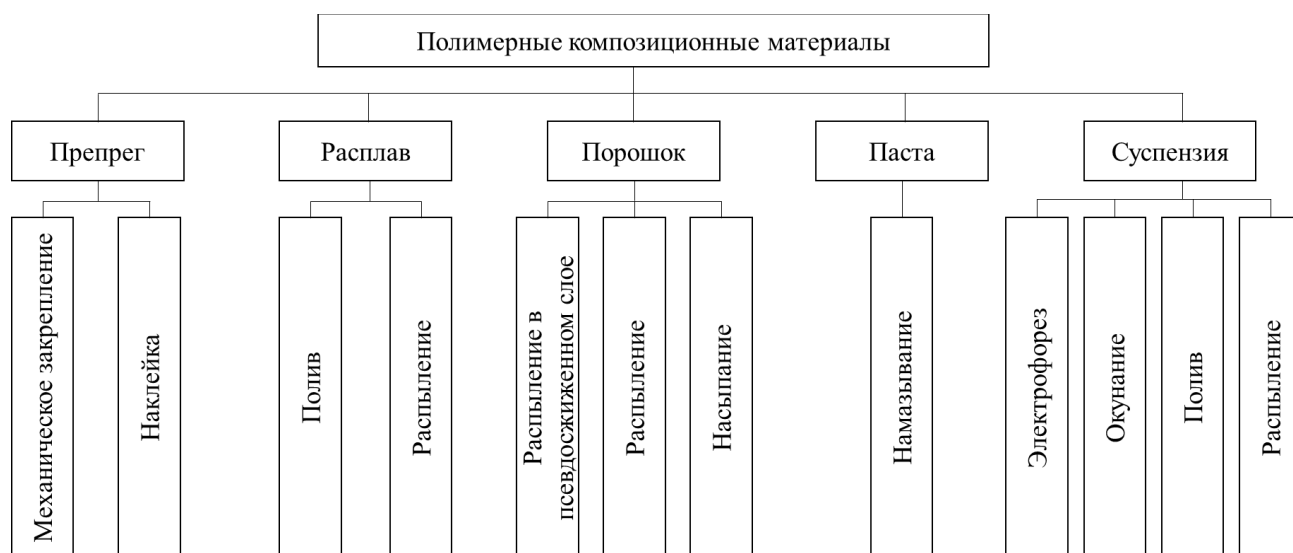 Полимерные композиционные материалы
Препрег
Расплав
Порошок
Паста
Суспензия
Механическое закрепление
Наклейка
Полив
Распыление
Распыление в
псевдосжиженном слое
Распыление
Насыпание
Намазывание
Электрофорез
Окунание
Полив
Распыление